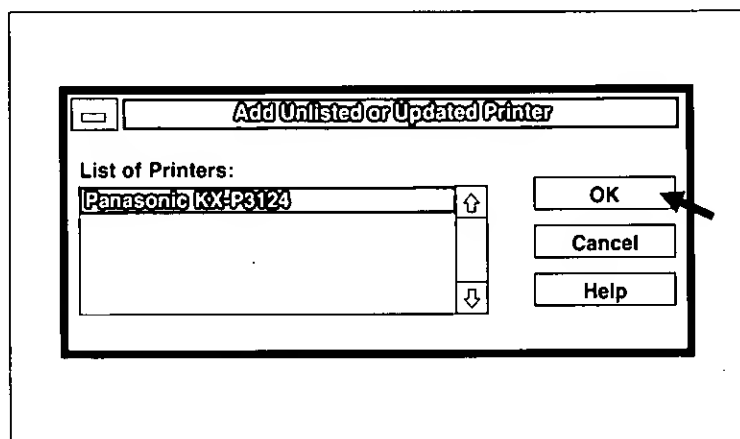 Add Unlisted or Updated Printer
List of Printers:
Panasonic KX-P3124
OK
Cancel
Help